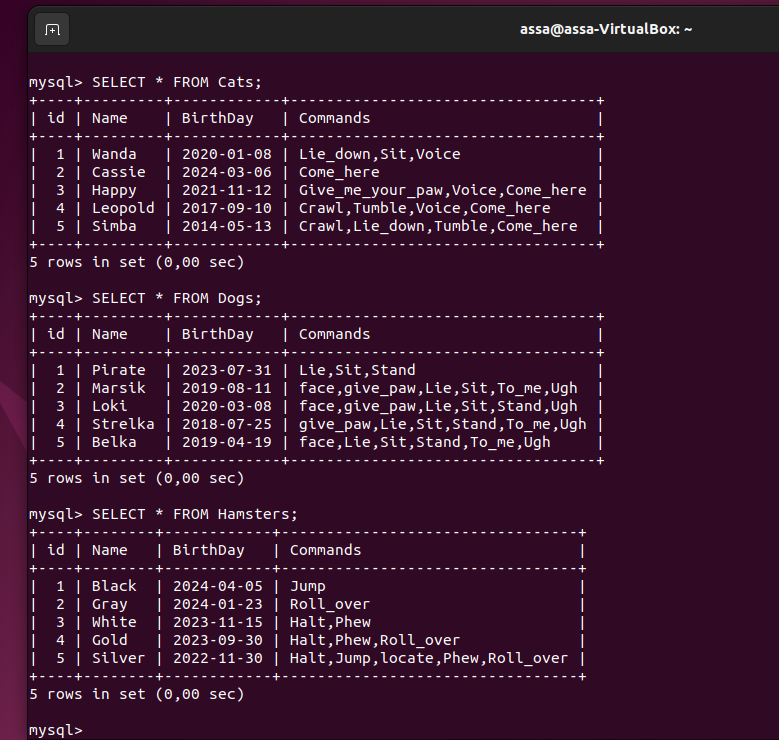 assa@assa-VirtualBox: ~
mysql> SELECT * FROM Cats;
+----+---------+------------+----------------------------------+
| id | Name    | BirthDay   | Commands                         |
+----+---------+------------+----------------------------------+
|  1 | Wanda   | 2020-01-08 | Lie_down,Sit,Voice               |
|  2 | Cassie  | 2024-03-06 | Come_here                        |
|  3 | Happy   | 2021-11-12 | Give_me_your_paw,Voice,Come_here |
|  4 | Leopold | 2017-09-10 | Crawl,Tumble,Voice,Come_here     |
|  5 | Simba   | 2014-05-13 | Crawl,Lie_down,Tumble,Come_here  |
+----+---------+------------+----------------------------------+
5 rows in set (0,00 sec)
mysql> SELECT * FROM Dogs;
+----+---------+------------+----------------------------------+
| id | Name    | BirthDay   | Commands                         |
+----+---------+------------+----------------------------------+
|  1 | Pirate  | 2023-07-31 | Lie,Sit,Stand                    |
|  2 | Marsik  | 2019-08-11 | face,give_paw,Lie,Sit,To_me,Ugh  |
|  3 | Loki    | 2020-03-08 | face,give_paw,Lie,Sit,Stand,Ugh  |
|  4 | Strelka | 2018-07-25 | give_paw,Lie,Sit,Stand,To_me,Ugh |
|  5 | Belka   | 2019-04-19 | face,Lie,Sit,Stand,To_me,Ugh     |
+----+---------+------------+----------------------------------+
5 rows in set (0,00 sec)
mysql> SELECT * FROM Hamsters;
+----+--------+------------+---------------------------------+
| id | Name   | BirthDay   | Commands                        |
+----+--------+------------+---------------------------------+
|  1 | Black  | 2024-04-05 | Jump                            |
|  2 | Gray   | 2024-01-23 | Roll_over                       |
|  3 | White  | 2023-11-15 | Halt,Phew                       |
|  4 | Gold   | 2023-09-30 | Halt,Phew,Roll_over             |
|  5 | Silver | 2022-11-30 | Halt,Jump,locate,Phew,Roll_over |
+----+--------+------------+---------------------------------+
5 rows in set (0,00 sec)
mysql>